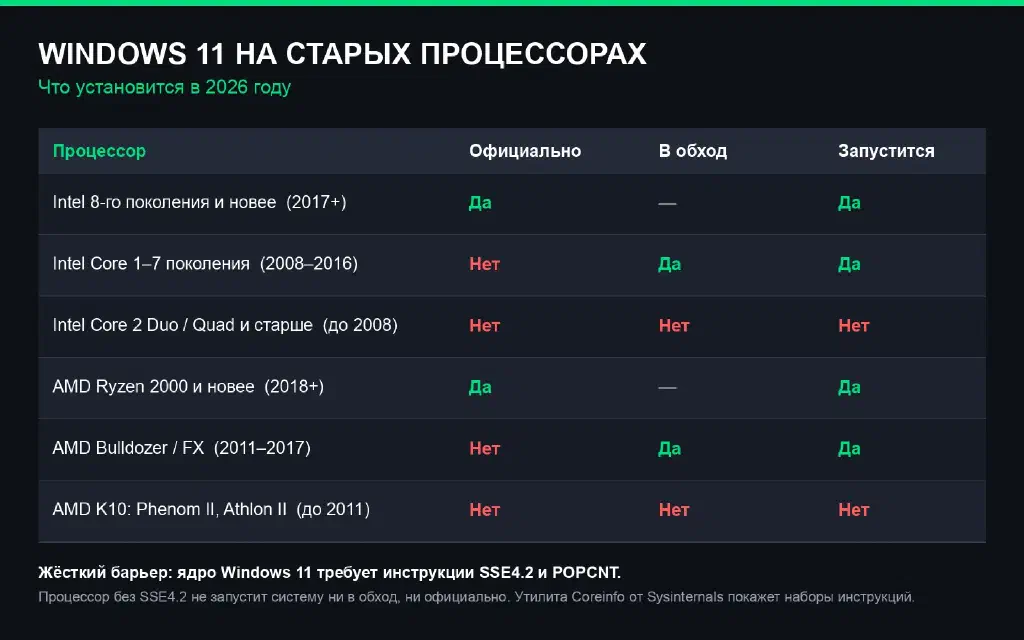 WINDOWS 11 НА СТАРЫХ ПРОЦЕССОРАХ
Что установится в 2026 году
Процессор Официально В обход Запустится
Intel 8-го поколения и новее (2017+) Да — Да
Intel Core 1–7 поколения (2008–2016) Нет Да Да
Intel Core 2 Duo / Quad и старше (до 2008) Нет Нет Нет
AMD Ryzen 2000 и новее (2018+) Да — Да
AMD Bulldozer / FX (2011–2017) Нет Да Да
AMD K10: Phenom II, Athlon II (до 2011) Нет Нет Нет
Жёсткий барьер: ядро Windows 11 требует инструкции SSE4.2 и POPCNT.
Процессор без SSE4.2 не запустит систему ни в обход, ни официально. Утилита Coreinfo от Sysinternals покажет наборы инструкций.